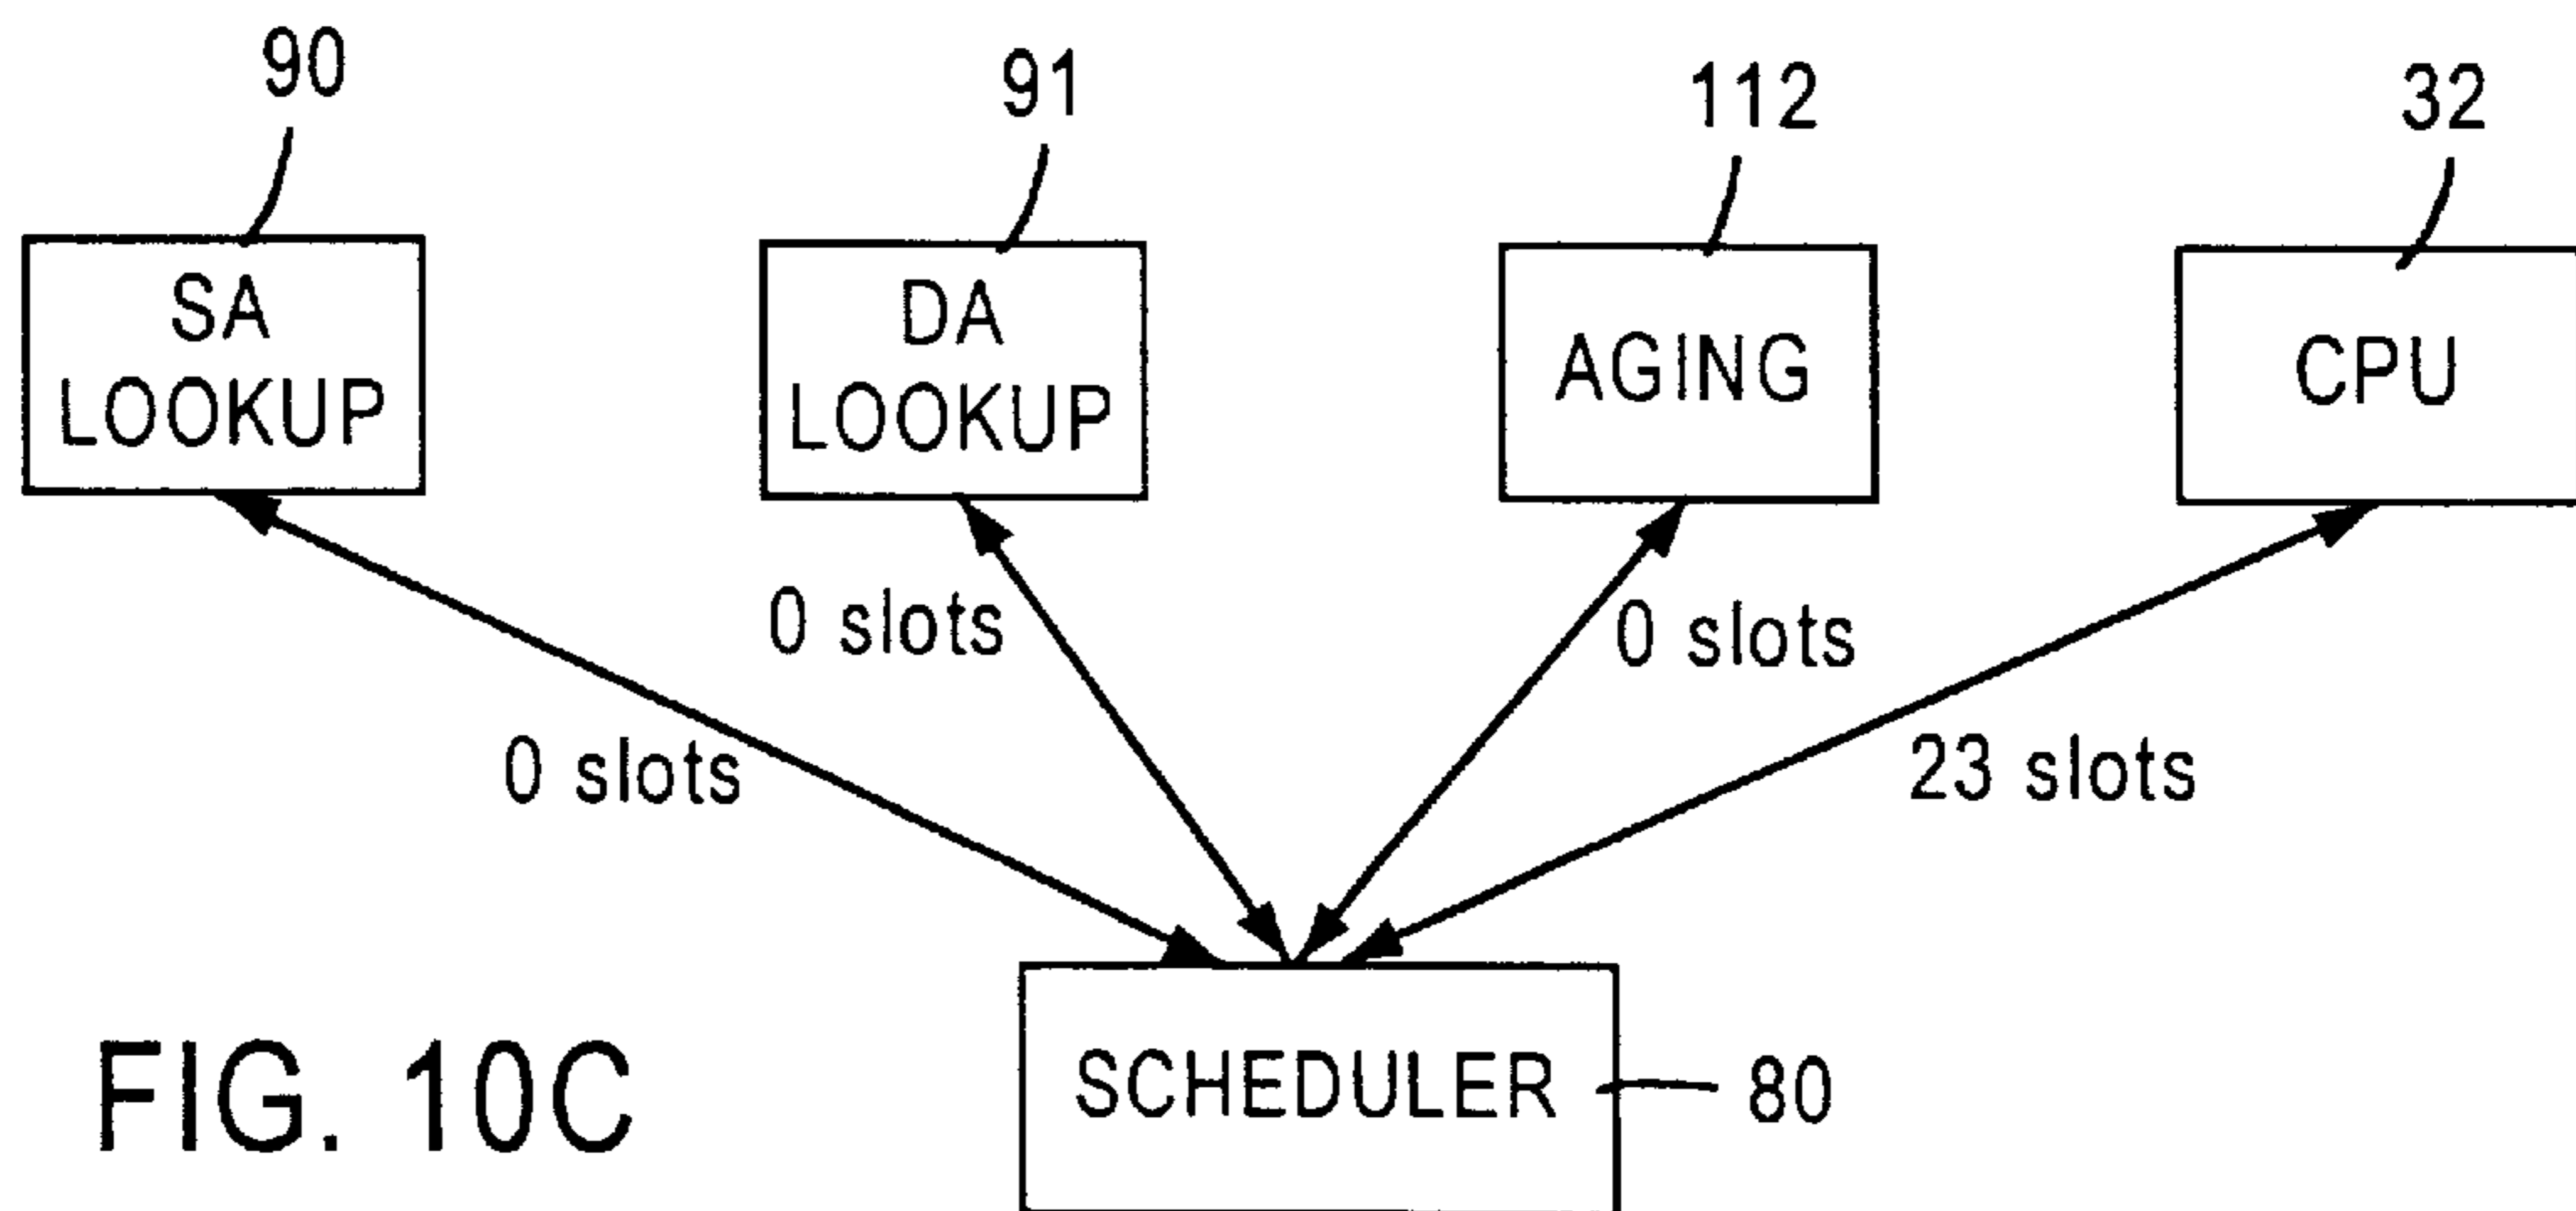 90
91
112
32
SA
LOOKUP
DA
LOOKUP
AGING
CPU
0 slots
0 slots
0 slots
23 slots
SCHEDULER
80
FIG. 10C